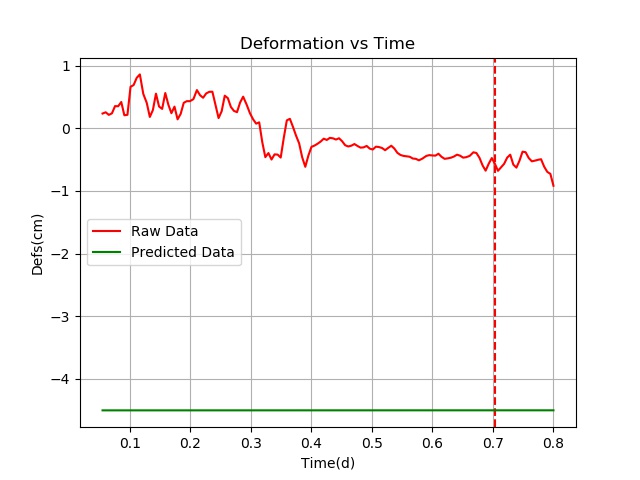 Deformation vs Time
1
0
−1
−2
−3
−4
Defs(cm)
Raw Data
Predicted Data
0.1 0.2 0.3 0.4 0.5 0.6 0.7 0.8
Time(d)